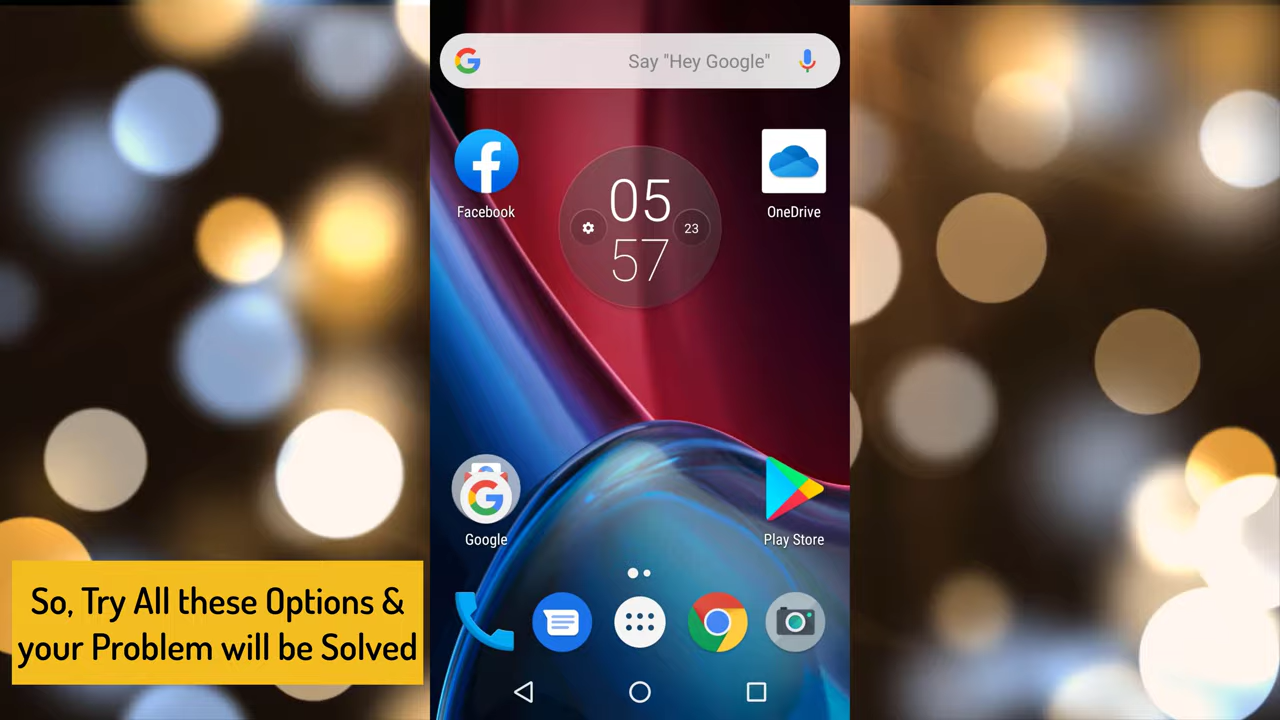 Say "Hey Google"
Facebook
05
57
23
OneDrive
Google
Play Store
So, Try All these Options &
your Problem will be Solved